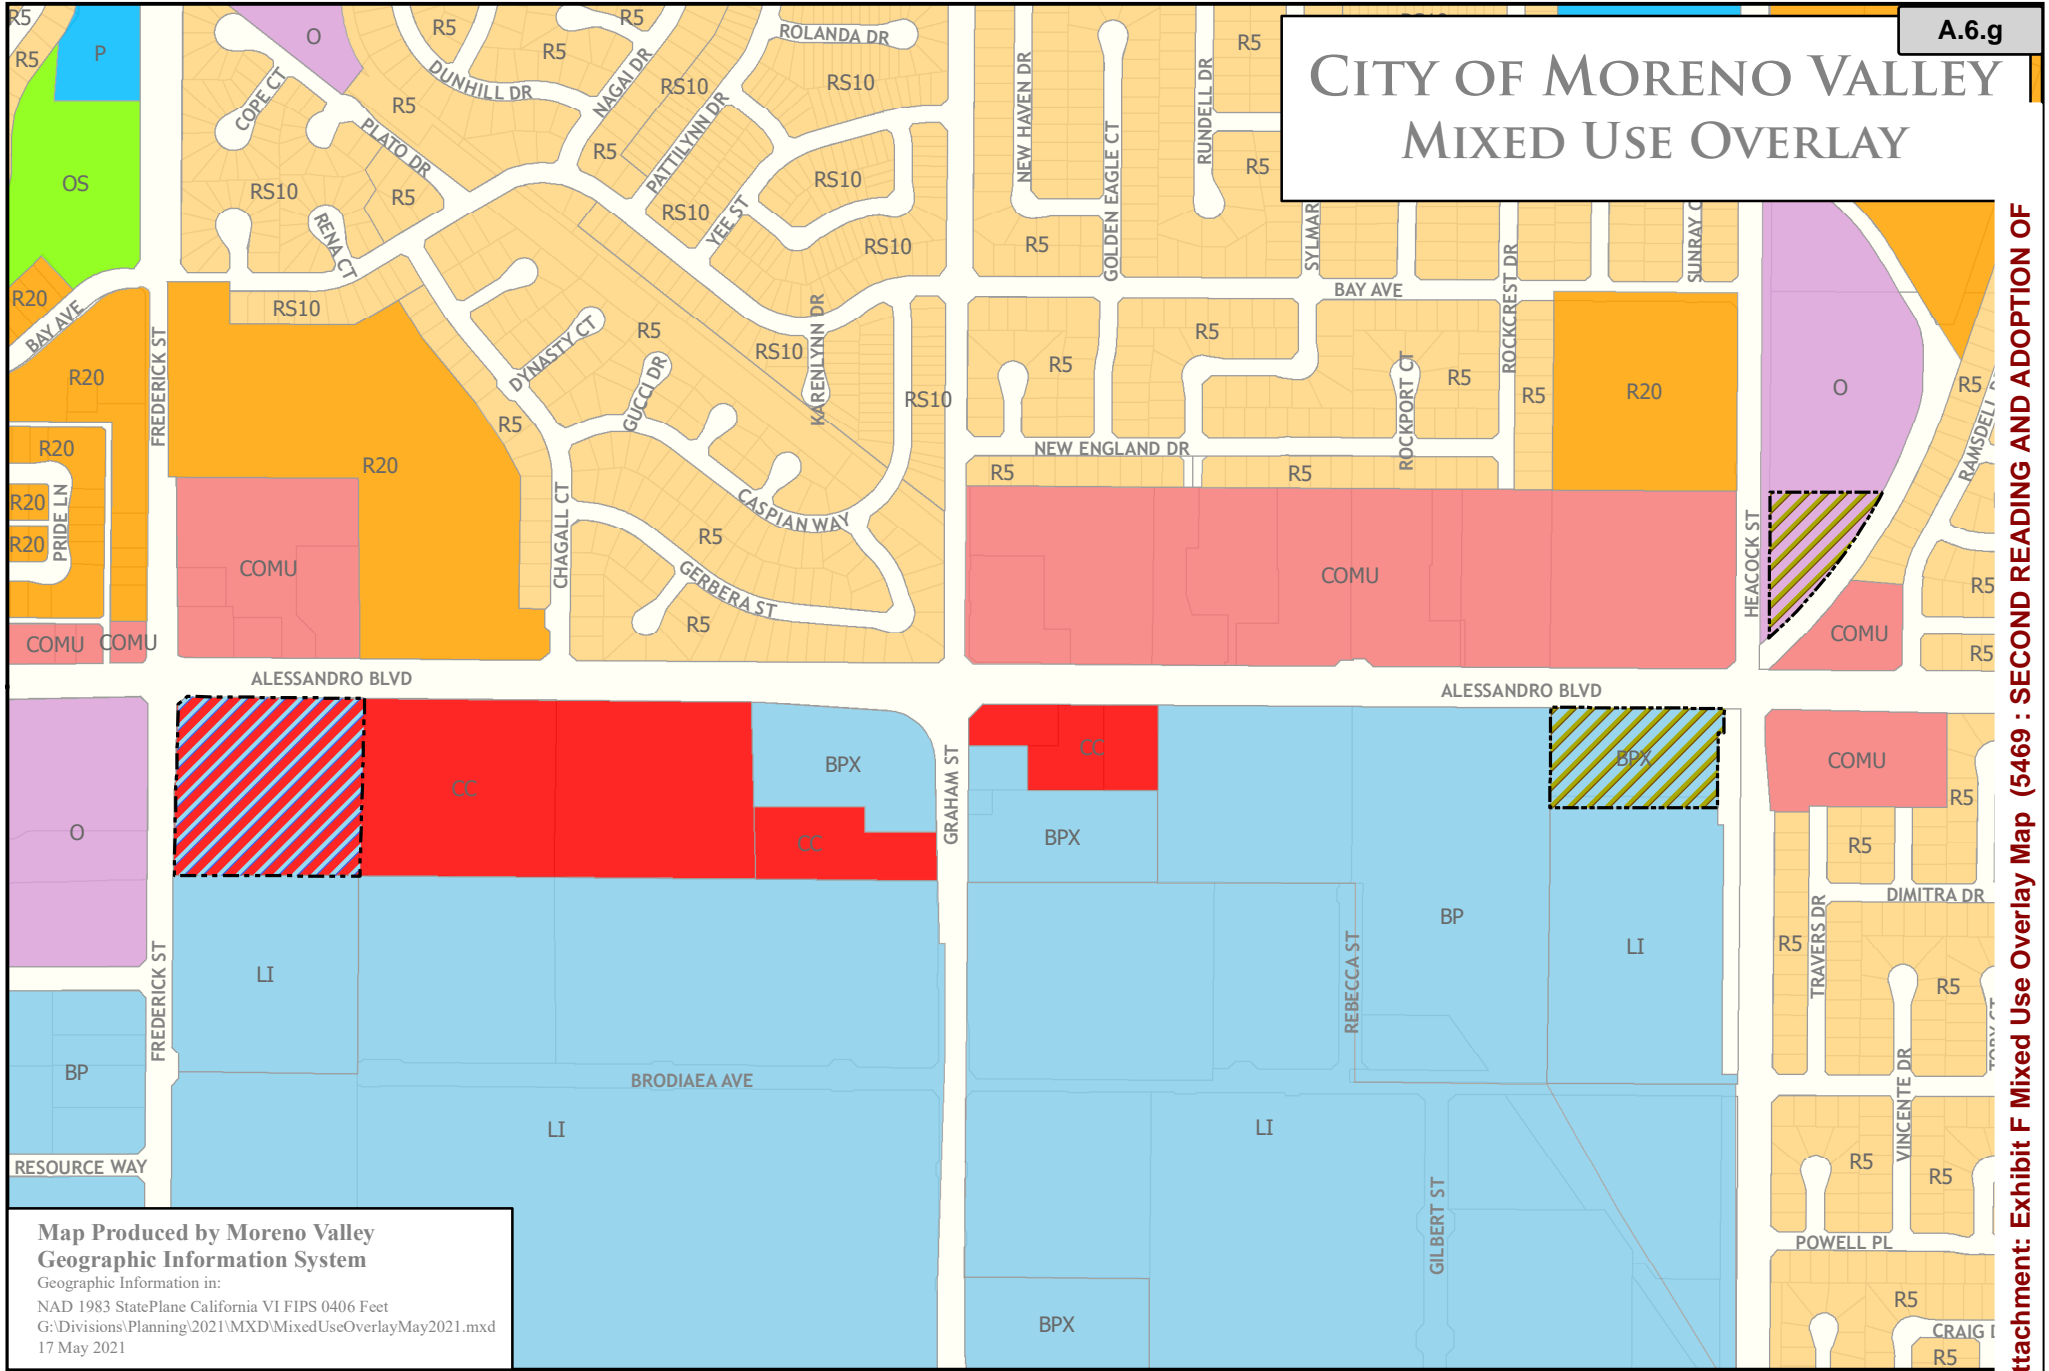 A.6.g
CITY OF MORENO VALLEY
MIXED USE OVERLAY
R5
R5
P
OS
R20
BAY AVE
R20
R20
R20
R20
PRIDE LN
COMU
COMU
FREDERICK ST
O
COPE CT
PLATO DR
R5
DUNHILL DR
R5
R5
R5
NAGAI DR
RS10
R5
PATTILYNN DR
ROLANDA DR
RS10
RS10
RS10
YEE ST
RS10
RS10
RENA CT
R5
RS10
R20
COMU
R5
DYNASTY CT
R5
GUCCI DR
RS10
KARENLYNN DR
RS10
CHAGALL CT
CASPIAN WAY
R5
GERBERA ST
R5
NEW HAVEN DR
GOLDEN EAGLE CT
RUNDELL DR
R5
R5
R5
SYLMAR
ROCKCREST DR
SUNRAY C
BAY AVE
R5
R5
R5
ROCKPORT CT
R5
R20
NEW ENGLAND DR
R5
R5
COMU
O
R5
RAMSDELL
HEACOCK ST
COMU
R5
R5
ALESSANDRO BLVD
ALESSANDRO BLVD
O
CC
BPX
CC
GRAHAM ST
CC
BPX
BPX
COMU
R5
R5
DIMITRA DR
TRAVERS DR
R5
R5
TOBY CT
VINCENTE DR
R5
R5
POWELL PL
R5
CRAIG
R5
FREDERICK ST
LI
BP
BRODIAEA AVE
LI
RESOURCE WAY
BP
LI
REBECCA ST
LI
GILBERT ST
BPX
Map Produced by Moreno Valley
Geographic Information System
Geographic Information in:
NAD 1983 StatePlane California VI FIPS 0406 Feet
G:\Divisions\Planning\2021\MXD\MixedUseOverlayMay2021.mxd
17 May 2021
ttachment: Exhibit F Mixed Use Overlay Map (5469 : SECOND READING AND ADOPTION OF